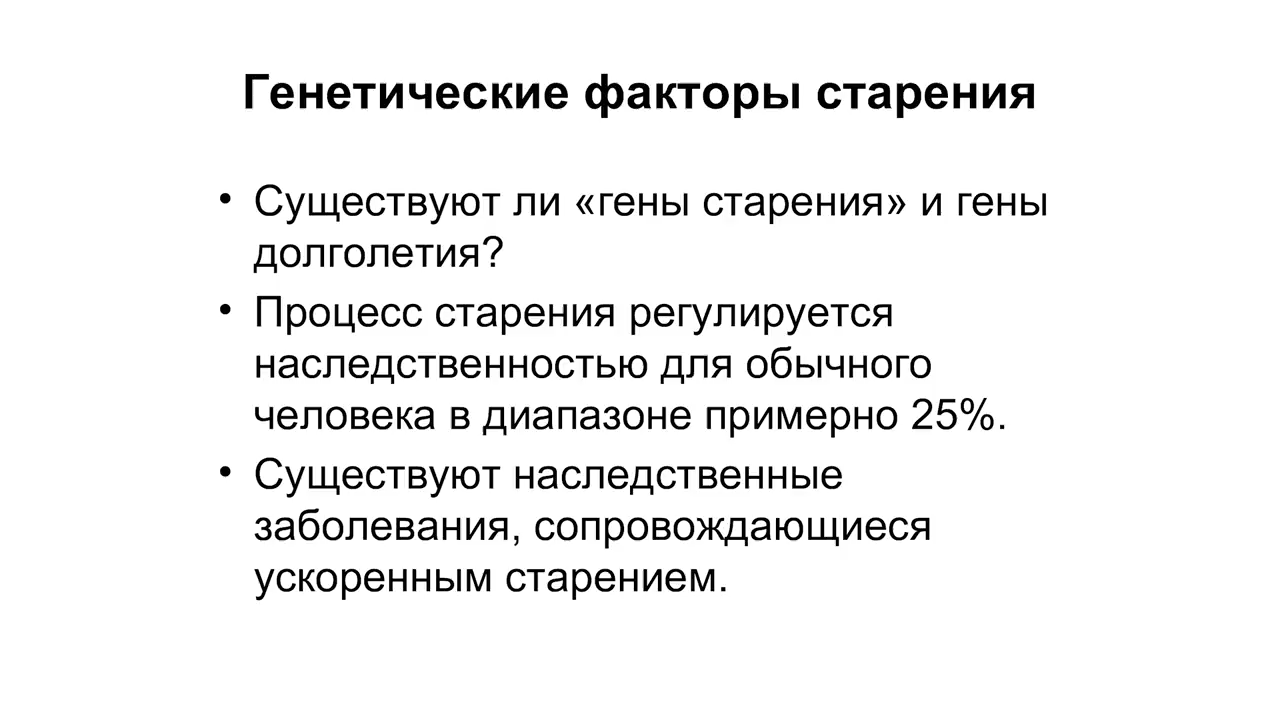 Генетические факторы старения
• Существуют ли «гены старения» и гены
долголетия?
• Процесс старения регулируется
наследственностью для обычного
человека в диапазоне примерно 25%.
• Существуют наследственные
заболевания, сопровождающиеся
ускоренным старением.